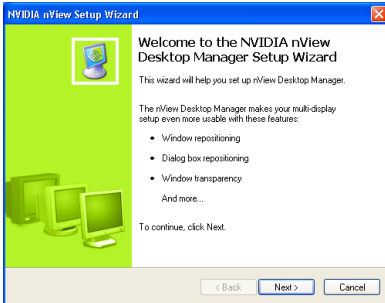 NVIDIA nView Setup Wizard
Welcome to the NVIDIA nView
Desktop Manager Setup Wizard
This wizard will help you set up nView Desktop Manager.
The nView Desktop Manager makes your multi-display
setup even more usable with these features:
• Window repositioning
• Dialog box repositioning
• Window transparency
And more...
To continue, click Next.
< Back
Next >
Cancel